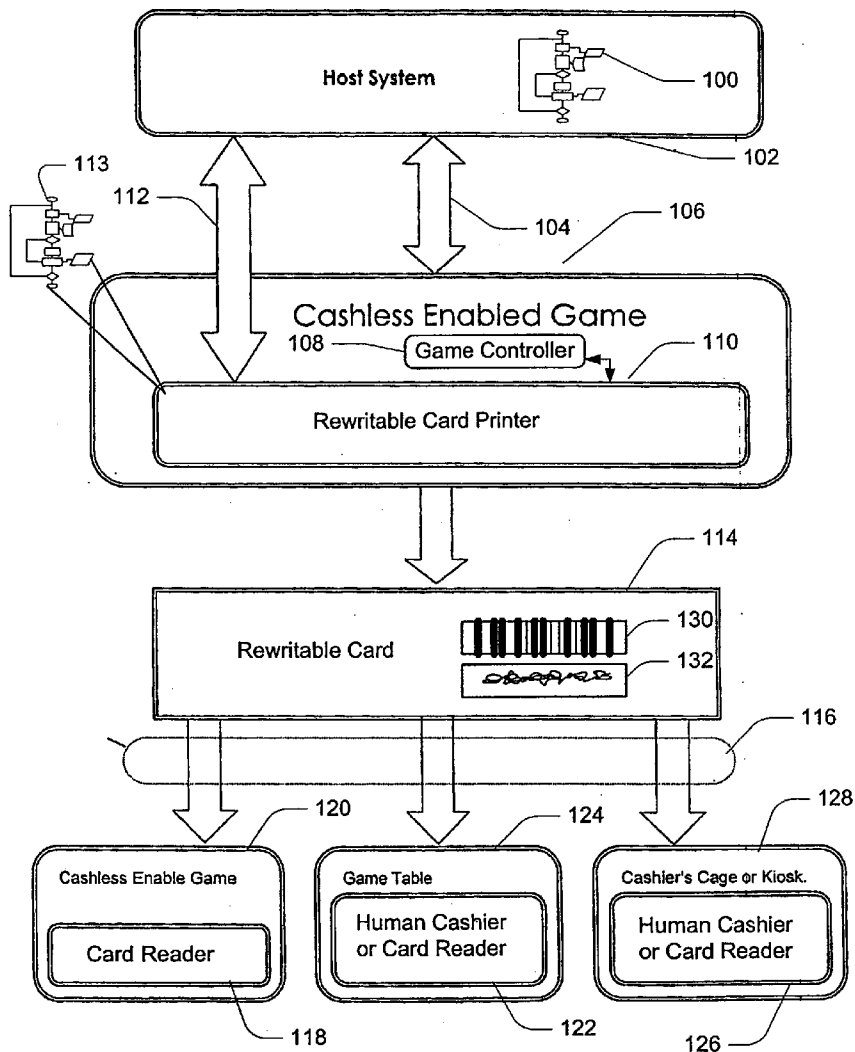 Host System
100
102
113
112
104
106
Cashless Enabled Game
108
Game Controller
110
Rewritable Card Printer
114
Rewritable Card
130
132
116
120
124
128
Cashless Enable Game
Game Table
Cashier's Cage or Kiosk.
Card Reader
Human Cashier
or Card Reader
Human Cashier
or Card Reader
118
122
126